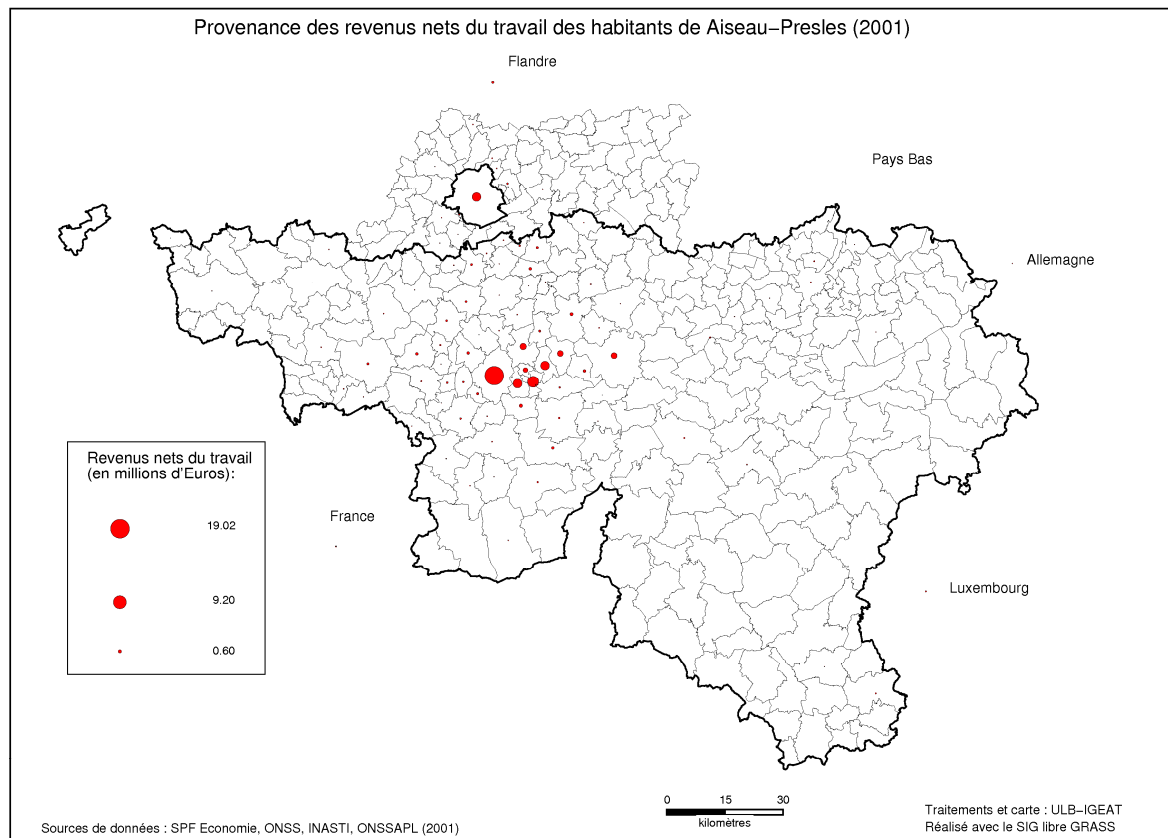 Provenance des revenus nets du travail des habitants de Aiseau−Presles (2001)
Flandre
Pays Bas
Allemagne
Revenus nets du travail
(en millions d'Euros):
19.02
9.20
0.60
France
Luxembourg
0 15 30
kilomètres
Sources de données : SPF Economie, ONSS, INASTI, ONSSAPL (2001)
Traitements et carte : ULB−IGEAT
Réalisé avec le SIG libre GRASS